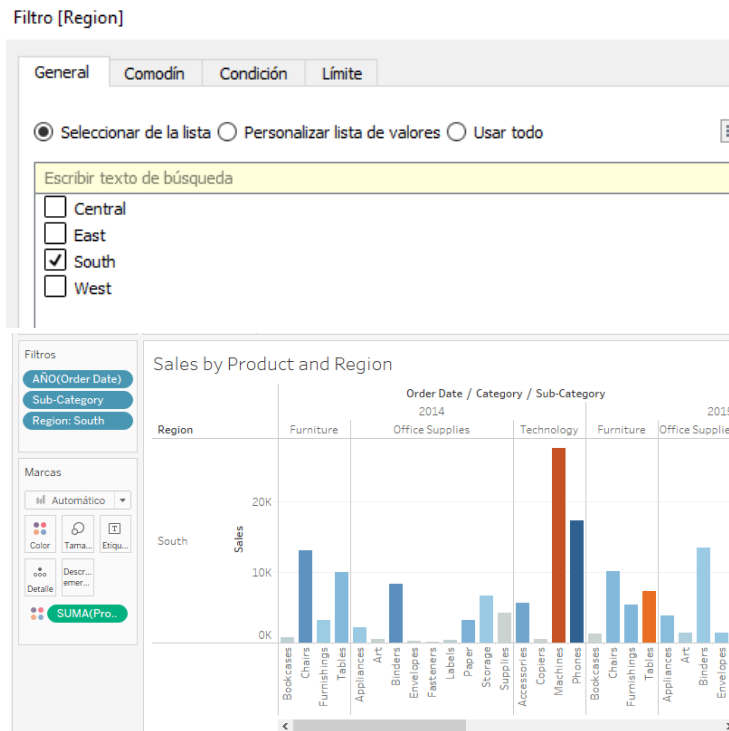 Filtro [Region]
General Comodín Condición Límite
Seleccionar de la lista Personalizar lista de valores Usar todo
Escribir texto de búsqueda
Central
East
South
West
Filtros
AÑO(Order Date)
Sub-Category
Region: South
Marcas
Automático
Color Tama... Etiqu...
Detalle Descr... emer...
SUMA(Pro..
Sales by Product and Region
Order Date / Category / Sub-Category
2014 2015
Region Furniture Office Supplies Technology Furniture Office Supplie
South
Sales
20K
10K
0K
Bookcases
Chairs
Furnishings
Tables
Appliances
Art
Binders
Envelopes
Fasteners
Labels
Paper
Storage
Supplies
Accessories
Copiers
Machines
Phones
Bookcases
Chairs
Furnishings
Tables
Appliances
Art
Binders
Envelopes